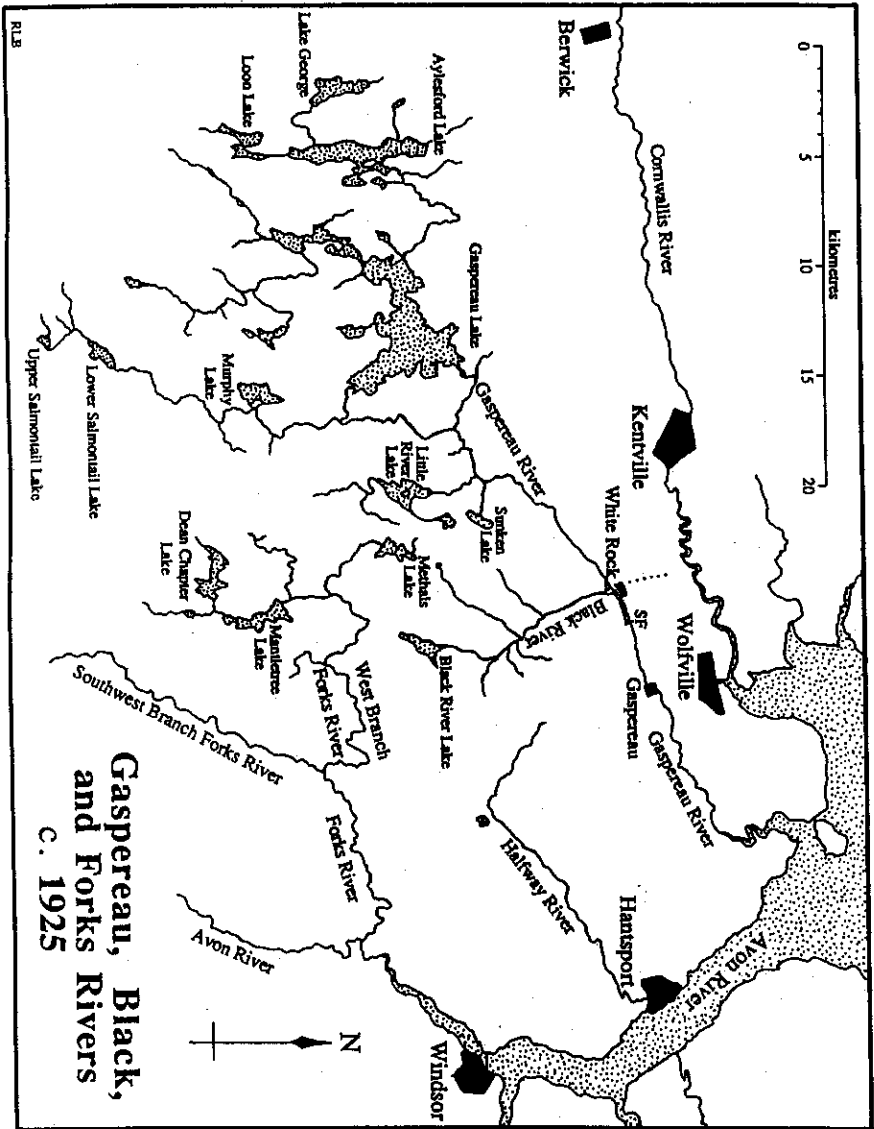 0
5
10
15
20
kilometres
Berwick
Cornwallis River
Kentville
Wolfville
White Rock
SF
Gaspereau
Gaspereau River
Gaspereau River
Black River
Black River Lake
Halfway River
Hantsport
Avon River
Windsor
Aylesford Lake
Lake George
Loon Lake
Gaspereau Lake
Murphy
Lake
Lower Salmontail Lake
Upper Salmontail Lake
Little
River
Lake
Sunken
Lake
Methals
Lake
Dean Chapter
Lake
Mantletree
Lake
West Branch
Forks River
Southwest Branch Forks River
Forks River
Avon River
N
Gaspereau, Black,
and Forks Rivers
c. 1925
RLB